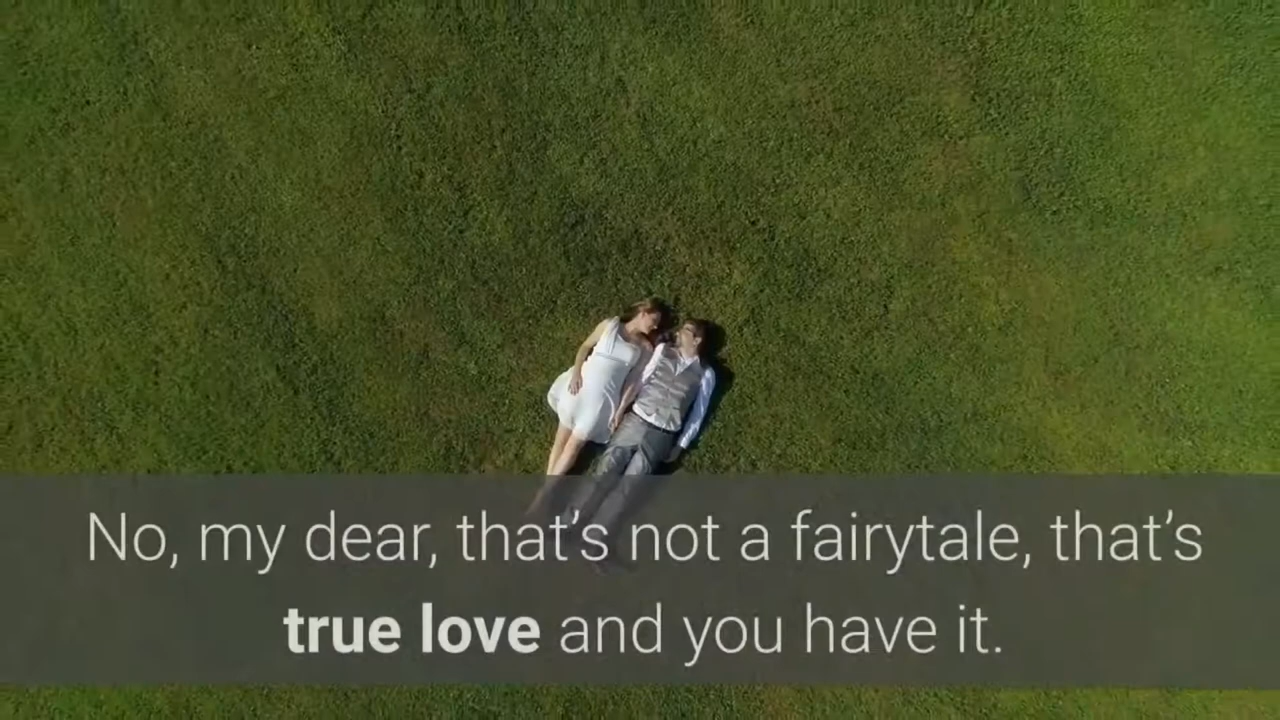 No, my dear, that’s not a fairytale, that’s
true love and you have it.